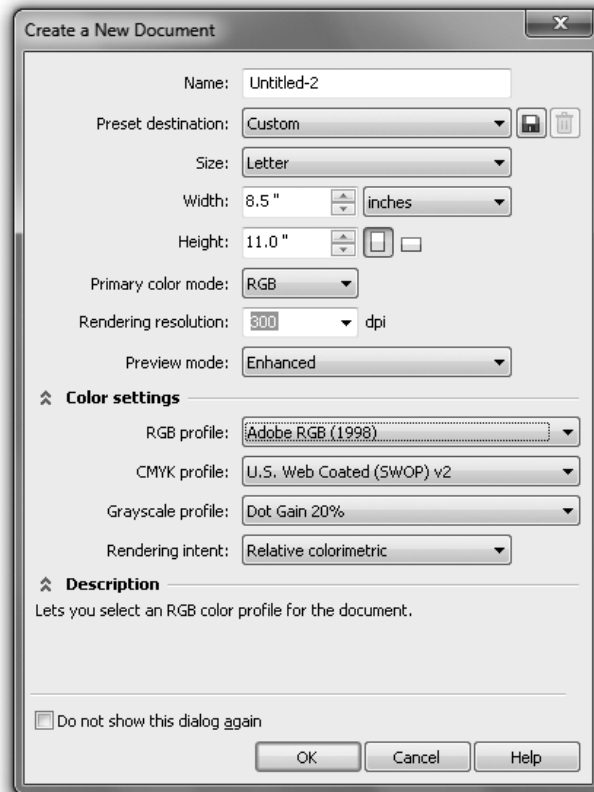 Create a New Document
Name: Untitled-2
Preset destination: Custom
Size: Letter
Width: 8.5 " inches
Height: 11.0 "
Primary color mode: RGB
Rendering resolution: 300 dpi
Preview mode: Enhanced
Color settings
RGB profile: Adobe RGB (1998)
CMYK profile: U.S. Web Coated (SWOP) v2
Grayscale profile: Dot Gain 20%
Rendering intent: Relative colorimetric
Description
Lets you select an RGB color profile for the document.
Do not show this dialog again
OK Cancel Help